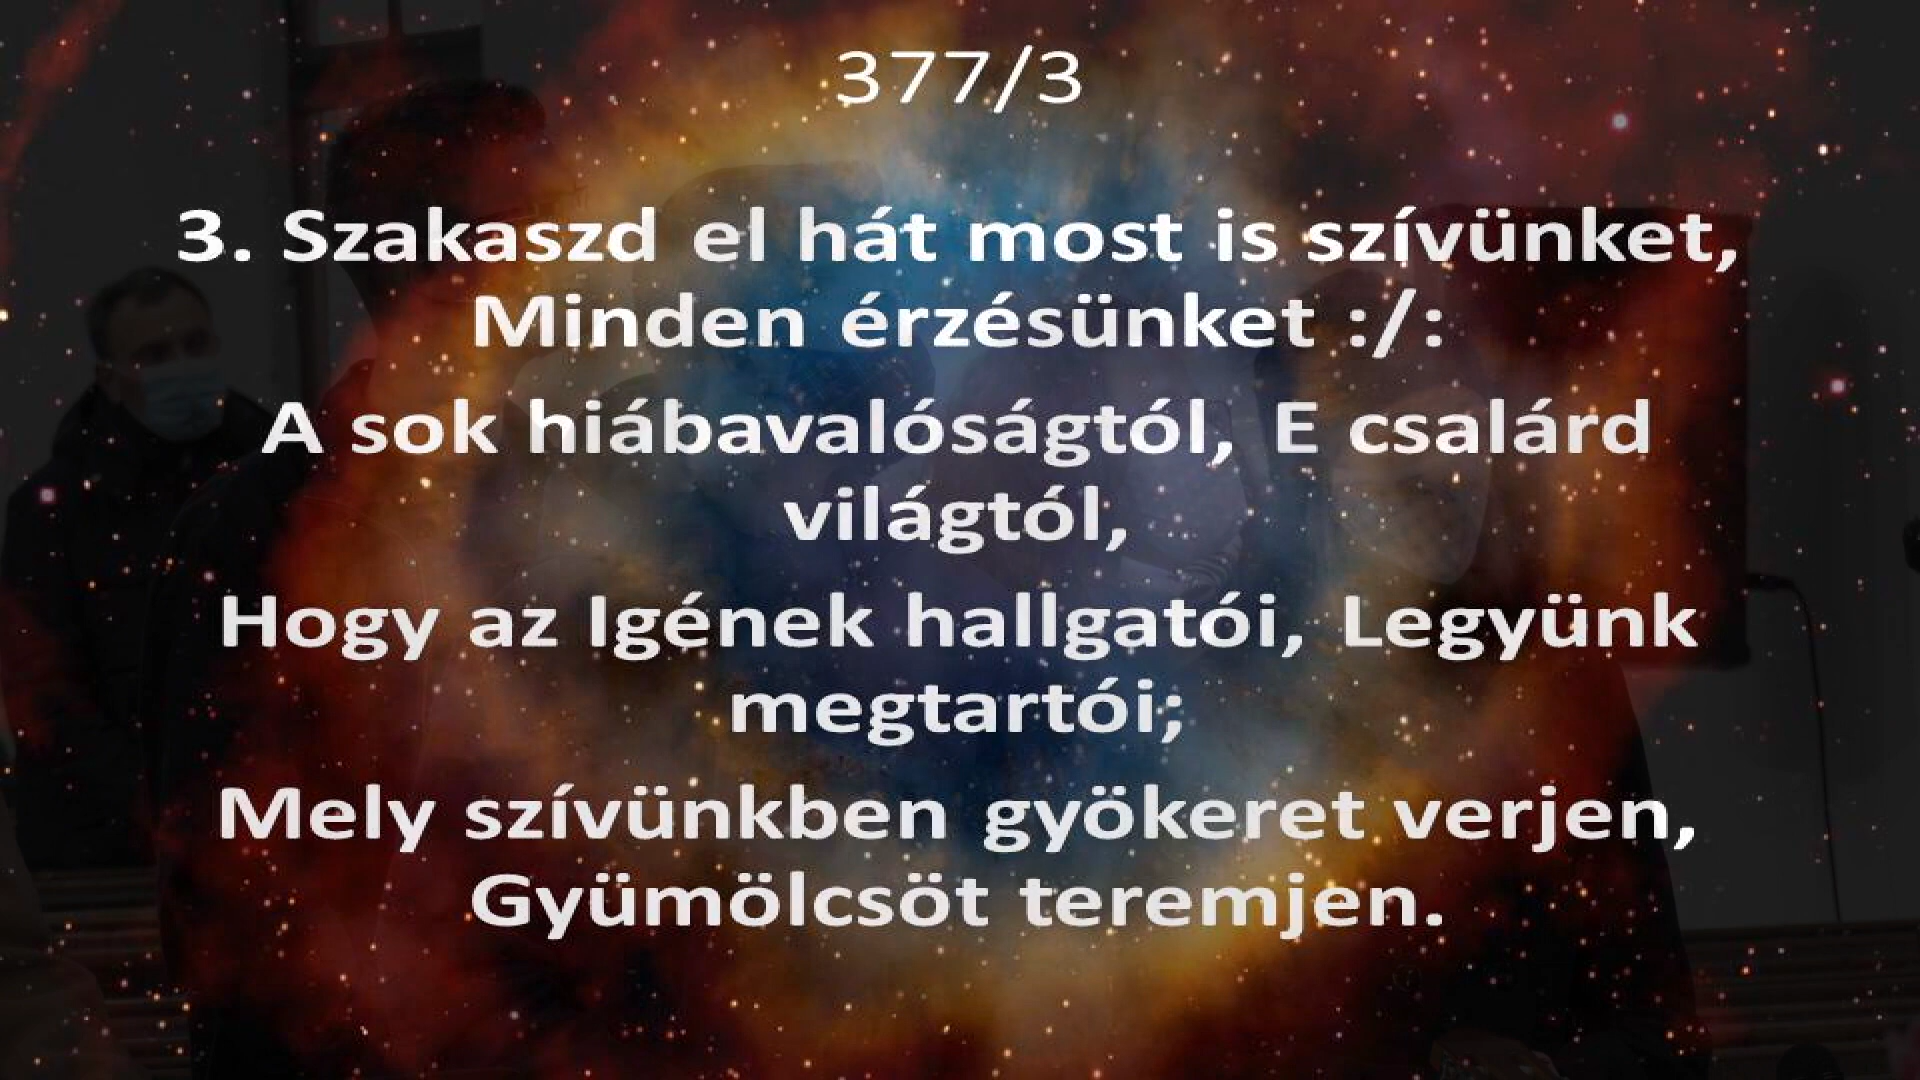 377/3
3. Szakaszd el hát most is szívünket,
Minden érzésünket :/:
A sok hiábavalóságtól, E csalárd
világtól,
Hogy az Igének hallgatói, Legyünk
megtartói;
Mely szívünkben gyökeret verjen,
Gyümölcsöt teremjen.